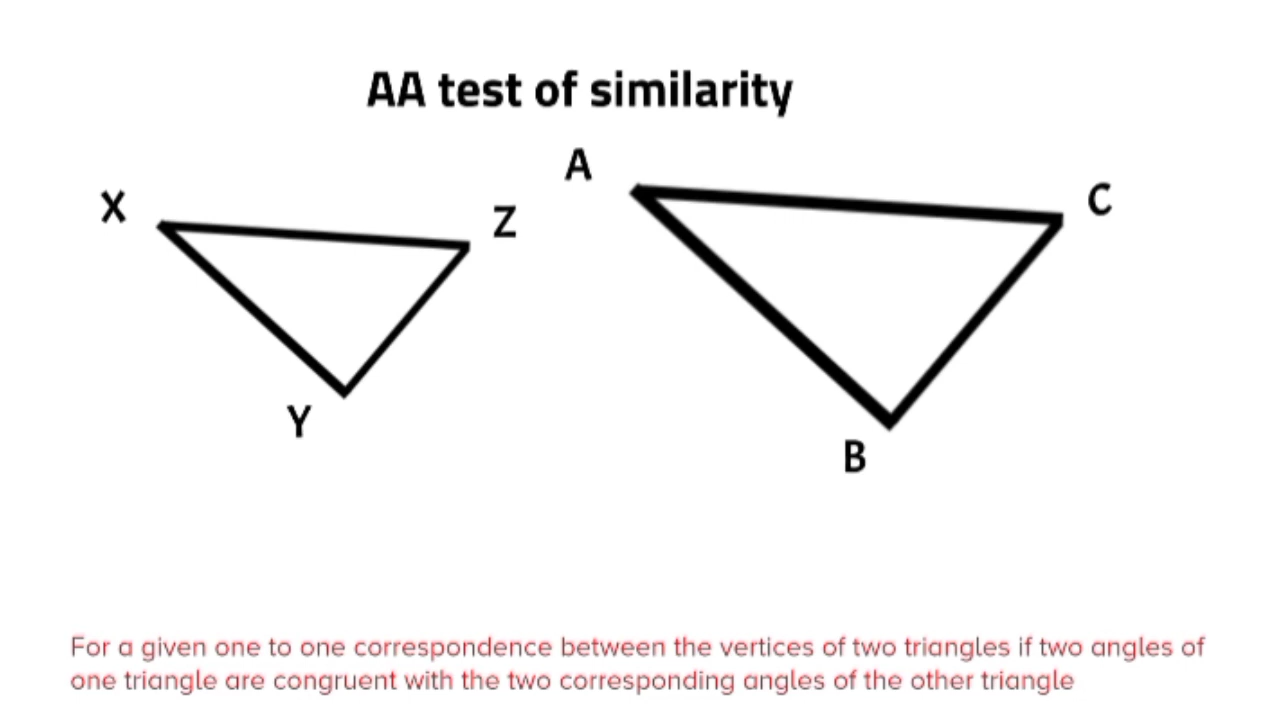 AA test of similarity
A
X
Z
C
Y
B
For a given one to one correspondence between the vertices of two triangles if two angles of
one triangle are congruent with the two corresponding angles of the other triangle